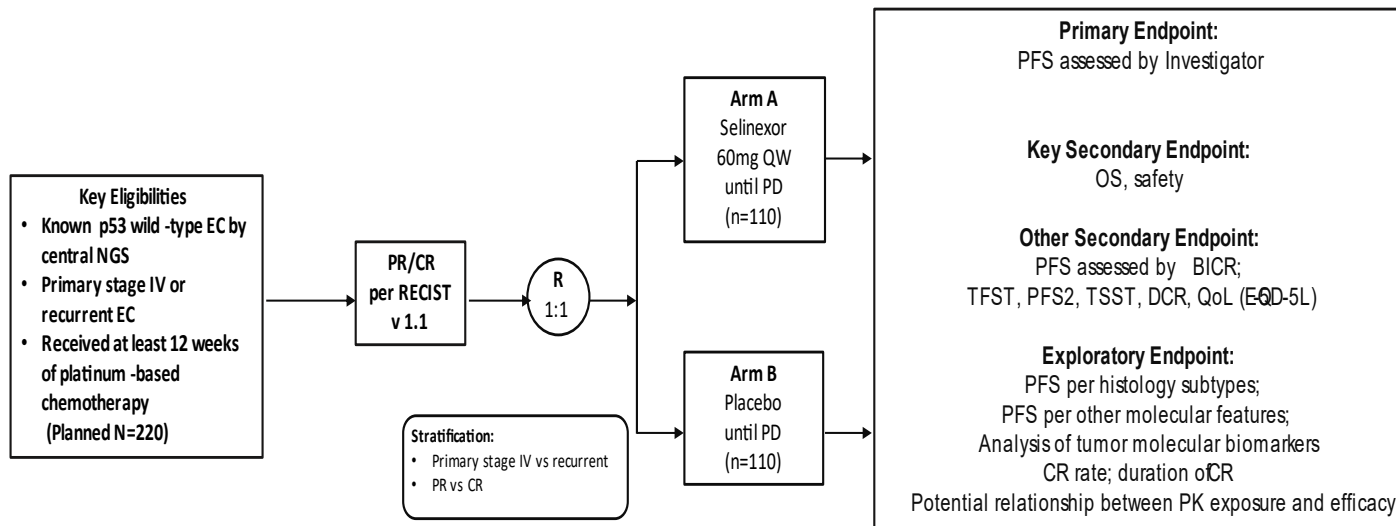 Key Eligibilities
• Known p53 wild -type EC by
central NGS
• Primary stage IV or
recurrent EC
• Received at least 12 weeks
of platinum -based
chemotherapy
(Planned N=220)
PR/CR
per RECIST
v 1.1
R
1:1
Stratification:
• Primary stage IV vs recurrent
• PR vs CR
Arm A
Selinexor
60mg QW
until PD
(n=110)
Arm B
Placebo
until PD
(n=110)
Primary Endpoint:
PFS assessed by Investigator
Key Secondary Endpoint:
OS, safety
Other Secondary Endpoint:
PFS assessed by BICR;
TFST, PFS2, TSST, DCR, QoL (E-QD-5L)
Exploratory Endpoint:
PFS per histology subtypes;
PFS per other molecular features;
Analysis of tumor molecular biomarkers
CR rate; duration of CR
Potential relationship between PK exposure and efficacy